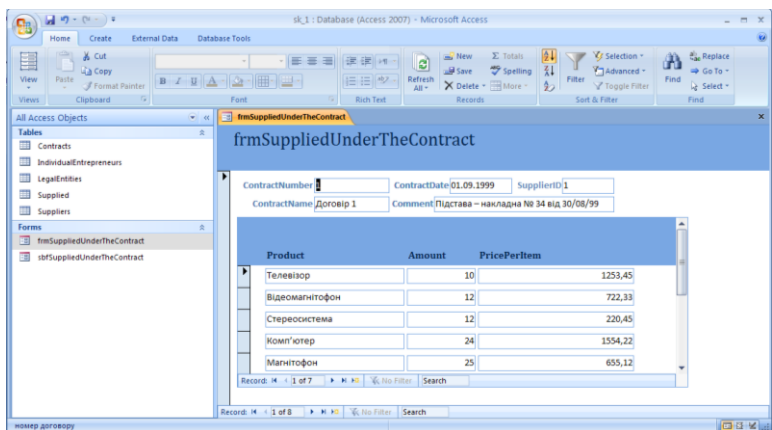 sk_1 : Database (Access 2007) - Microsoft Access
Home Create External Data Database Tools
View Paste Cut Copy Format Painter
Refresh All New Save Delete Totals Spelling More
Filter Selection Advanced Toggle Filter
Find Replace Go To Select
Views Clipboard Font Rich Text Records Sort & Filter Find
All Access Objects
Tables
Contracts
IndividualEntrepreneurs
LegalEntities
Supplied
Suppliers
Forms
frmSuppliedUnderTheContract
sbfSuppliedUnderTheContract
frmSuppliedUnderTheContract
frmSuppliedUnderTheContract
ContractNumber 1 ContractDate 01.09.1999 SupplierID 1
ContractName Договір 1 Comment Підстава – накладна № 34 від 30/08/99
Product Amount PricePerItem
Телевізор 10 1253,45
Відеомагнітофон 12 722,33
Стереосистема 12 220,45
Комп'ютер 24 1554,22
Магнітофон 25 655,12
Record: 1 of 7 No Filter Search
Record: 1 of 8 No Filter Search
номер договору